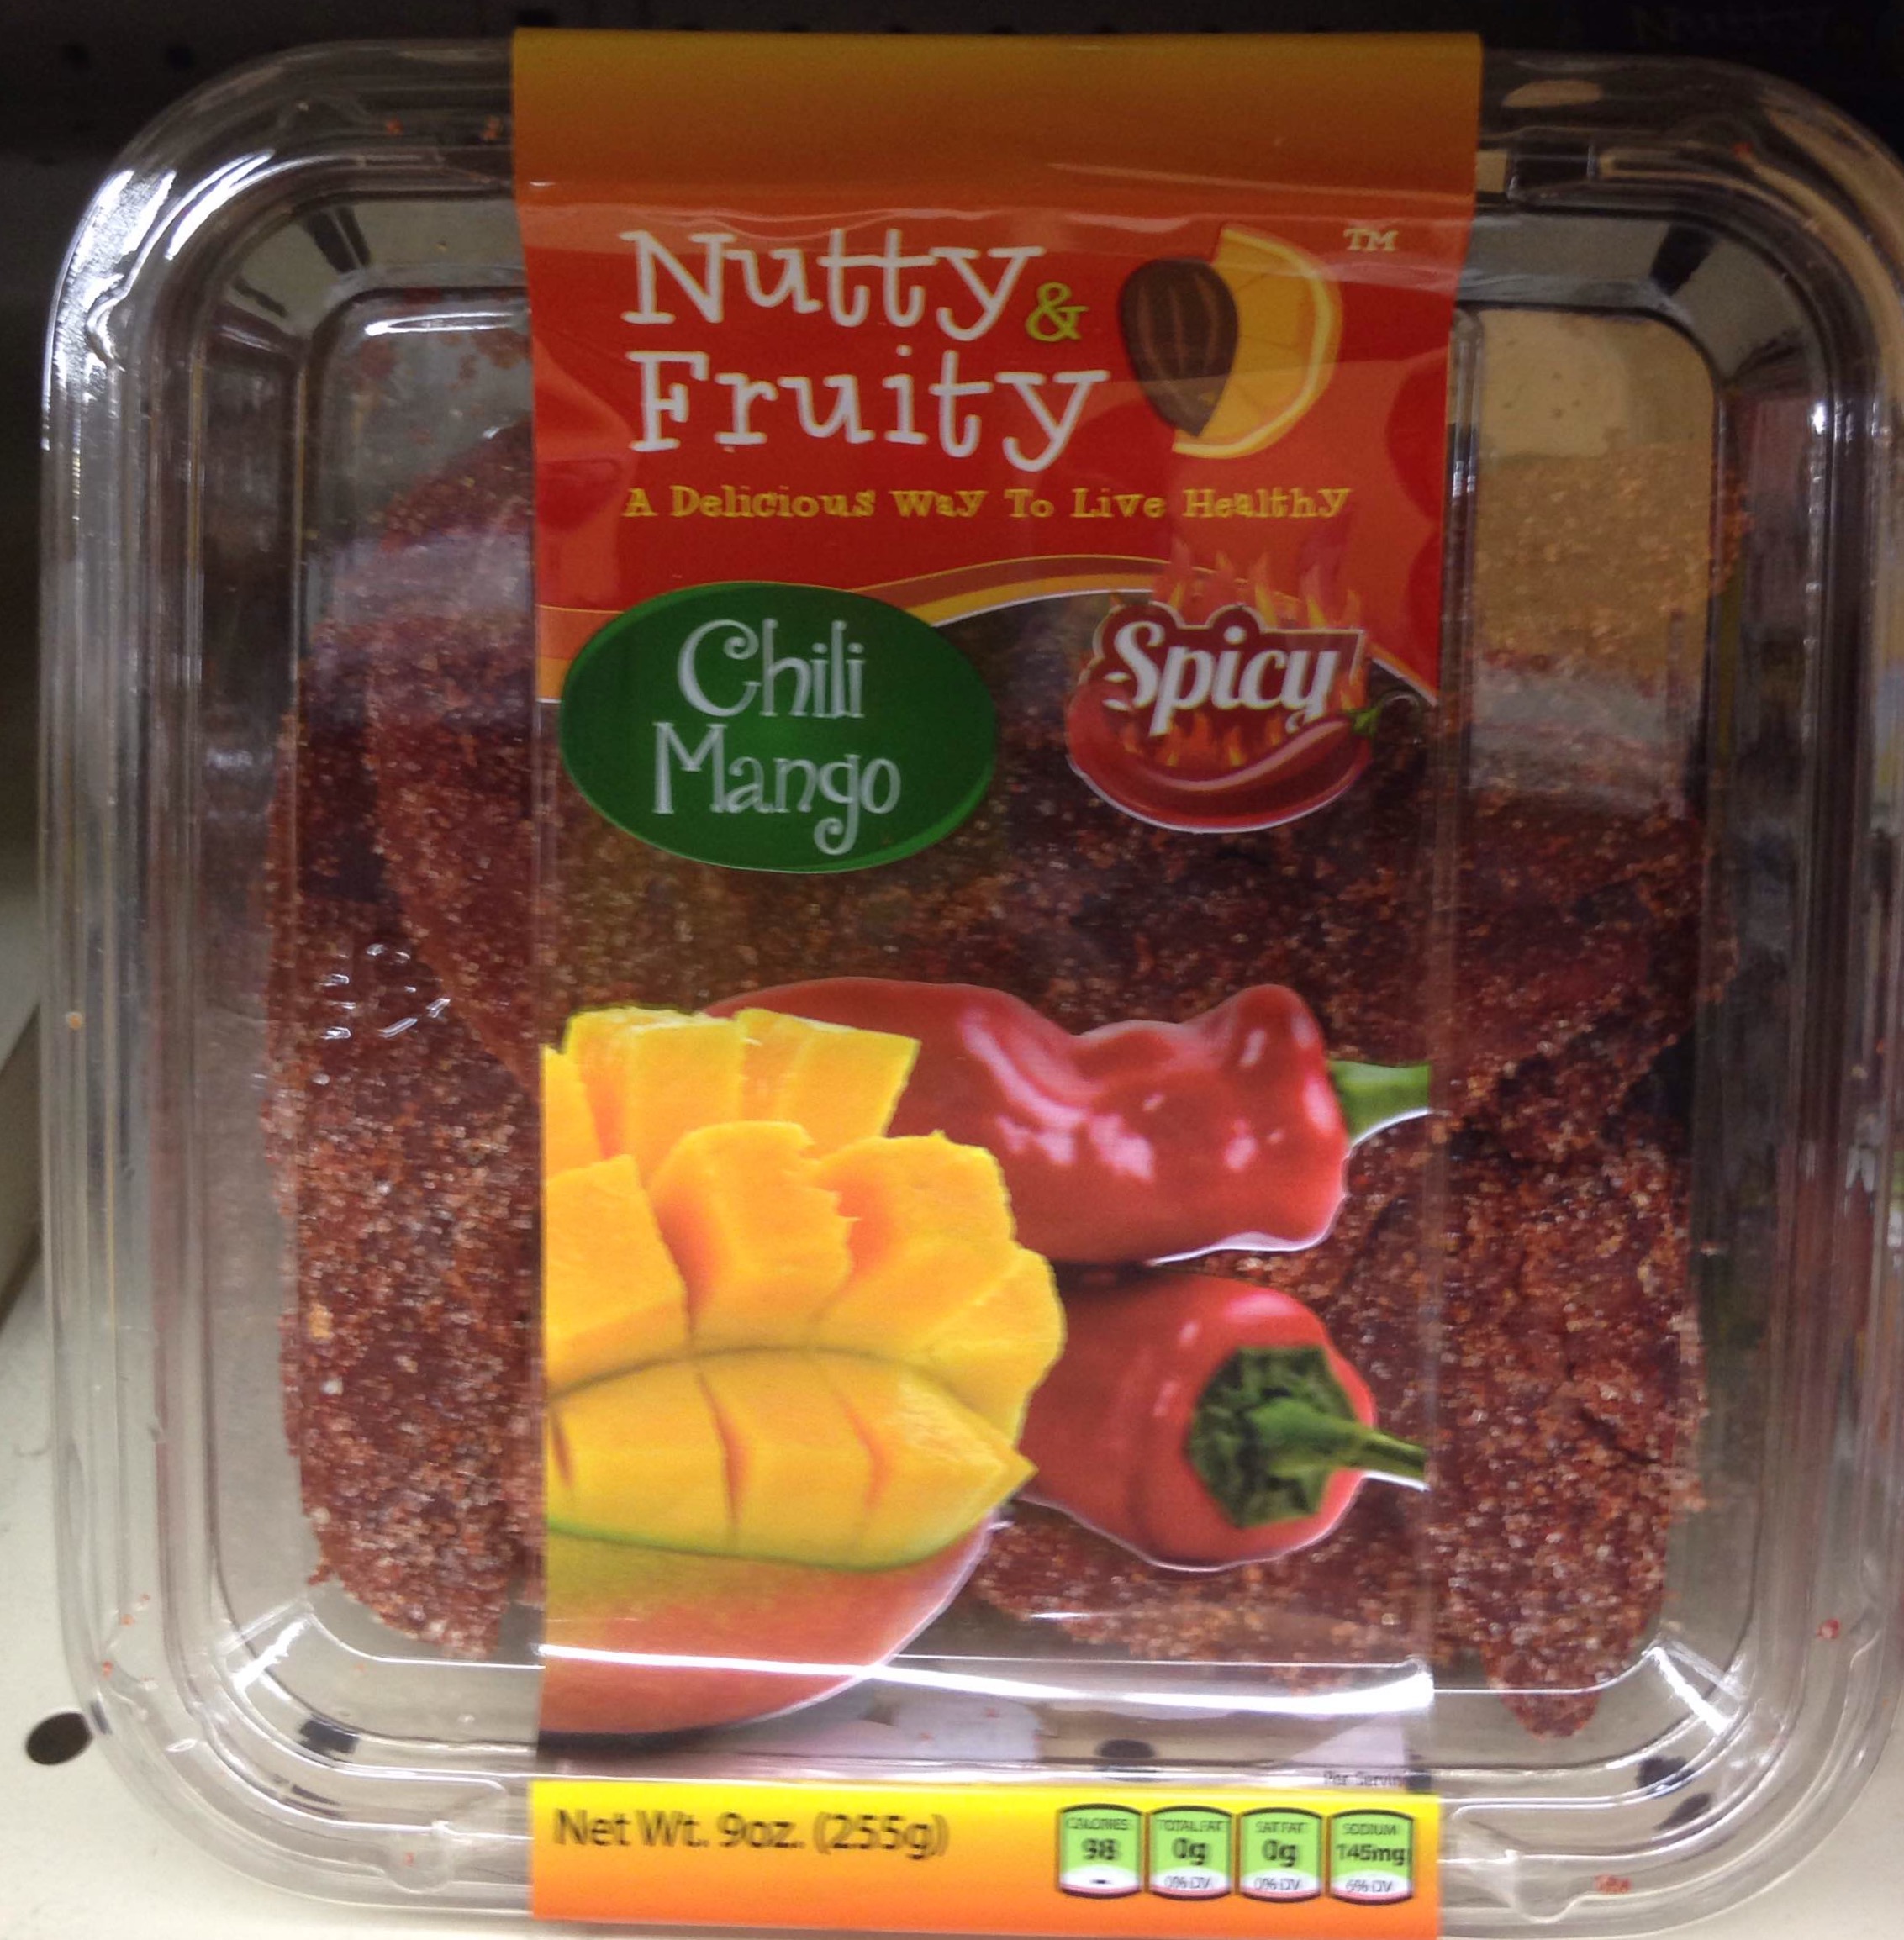 Nutty &
Fruity
TM
A Delicious Way To Live Healthy
Chili
Mango
Spicy
Per Serving
Net Wt. 9oz. (255g)
CALORIES
98
TOTAL FAT
0g
0% DV
SAT FAT
0g
0% DV
SODIUM
145mg
6% DV